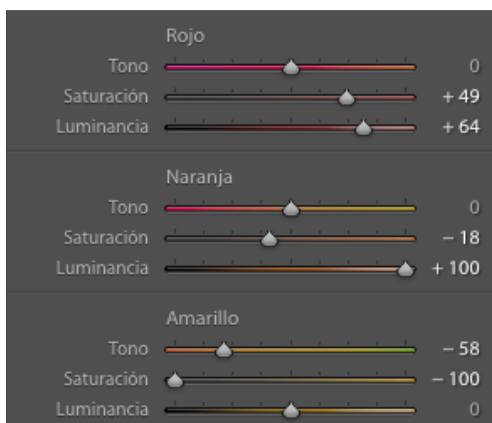 Rojo
Tono 0
Saturación + 49
Luminancia + 64
Naranja
Tono 0
Saturación − 18
Luminancia + 100
Amarillo
Tono − 58
Saturación − 100
Luminancia 0